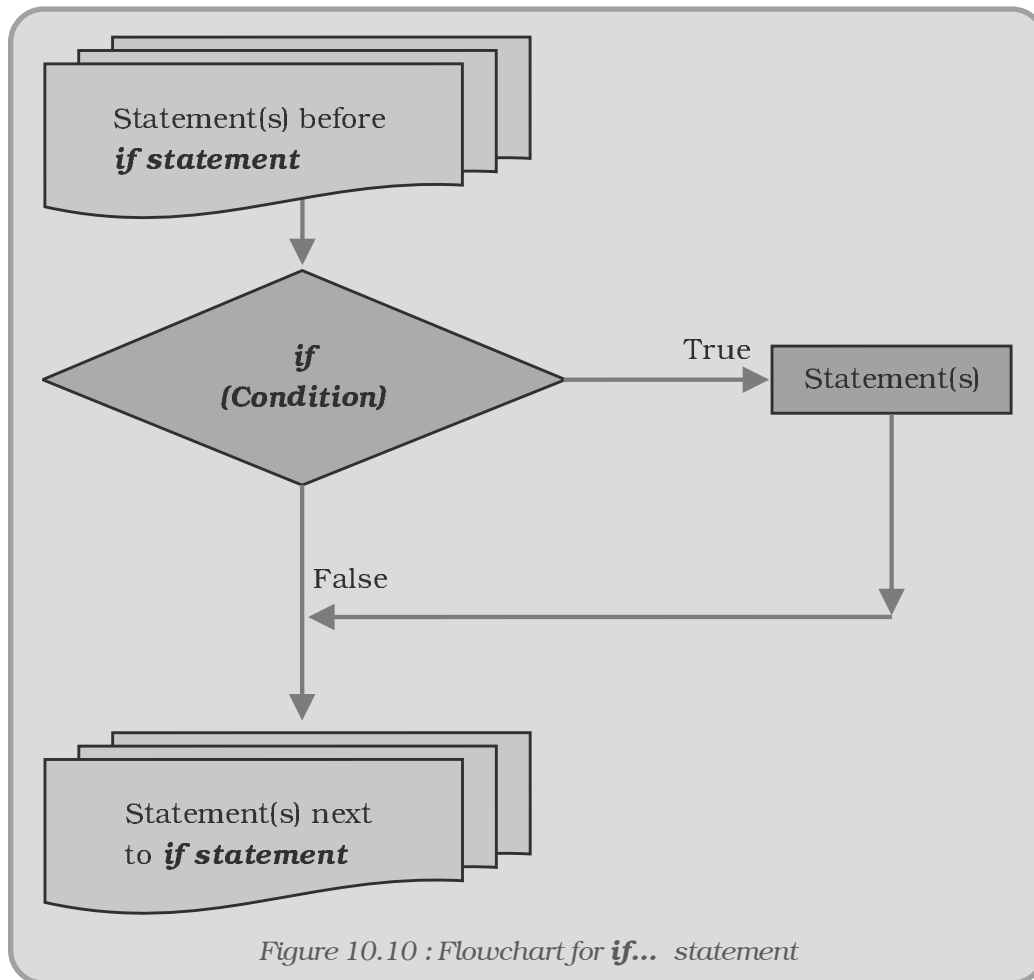 Statement(s) before
if statement
if
(Condition)
True
Statement(s)
False
Statement(s) next
to if statement
Figure 10.10 : Flowchart for if... statement